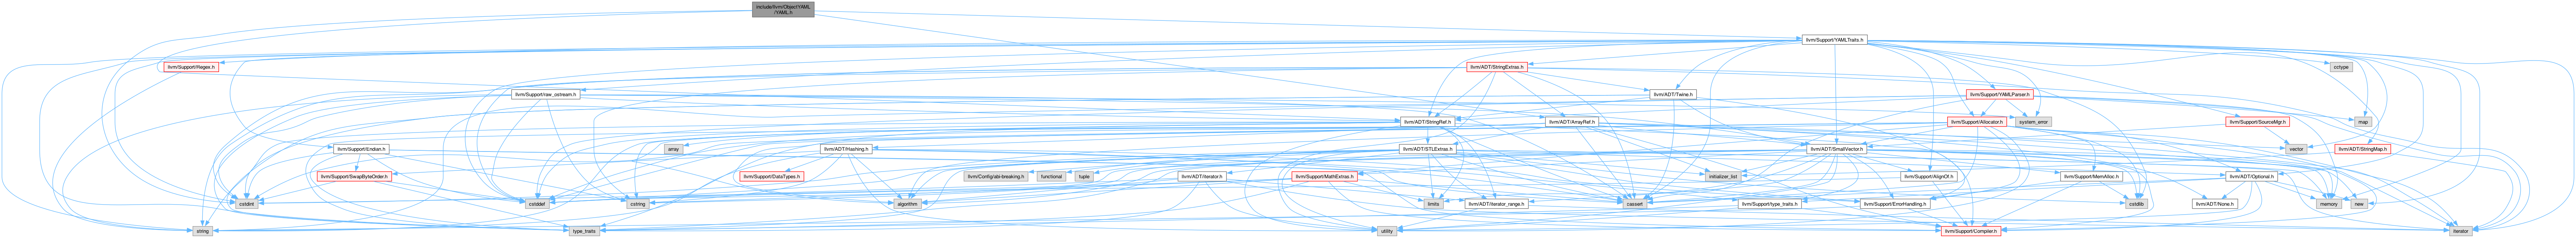 include/llvm/ObjectYAML
/YAML.h
llvm/Support/YAMLTraits.h
llvm/Support/Regex.h
llvm/ADT/StringExtras.h
cctype
llvm/Support/raw_ostream.h
llvm/ADT/Twine.h
llvm/Support/YAMLParser.h
llvm/ADT/StringRef.h
llvm/ADT/ArrayRef.h
llvm/Support/Allocator.h
system_error
llvm/Support/SourceMgr.h
map
array
llvm/Support/Endian.h
llvm/ADT/Hashing.h
llvm/ADT/STLExtras.h
llvm/ADT/SmallVector.h
vector
llvm/ADT/StringMap.h
llvm/Support/SwapByteOrder.h
llvm/Support/DataTypes.h
llvm/Config/abi-breaking.h
functional
tuple
llvm/ADT/iterator.h
llvm/Support/MathExtras.h
initializer_list
llvm/Support/AlignOf.h
llvm/Support/MemAlloc.h
llvm/ADT/Optional.h
cstdint
cstddef
cstring
algorithm
limits
llvm/ADT/iterator_range.h
cassert
llvm/Support/type_traits.h
llvm/Support/ErrorHandling.h
cstdlib
llvm/ADT/None.h
memory
new
string
type_traits
utility
llvm/Support/Compiler.h
iterator